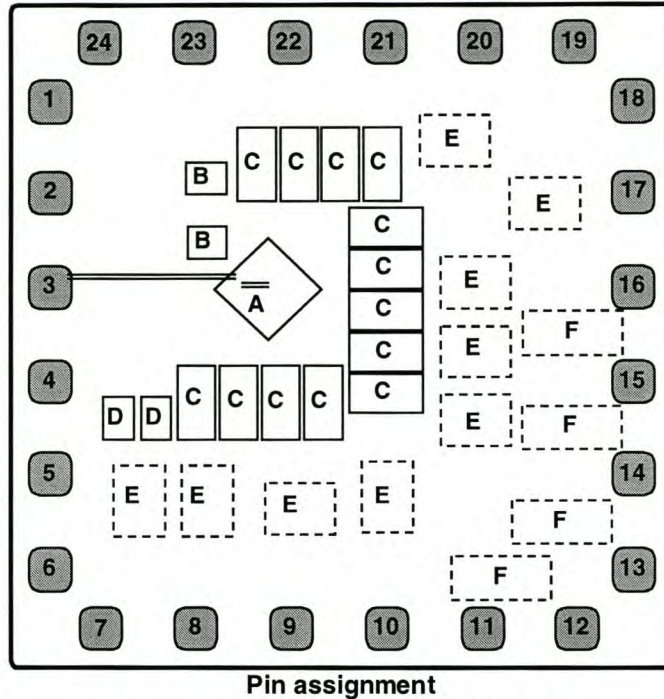 24 23 22 21 20 19
1 18
E
C C C C
B
2 17
E
C
B
C E
3 16
A
C F
E
C
4 15
C
C C C C
D D
E F
5 14
E E E E
F
6 13
F
7 8 9 10 11 12
Pin assignment